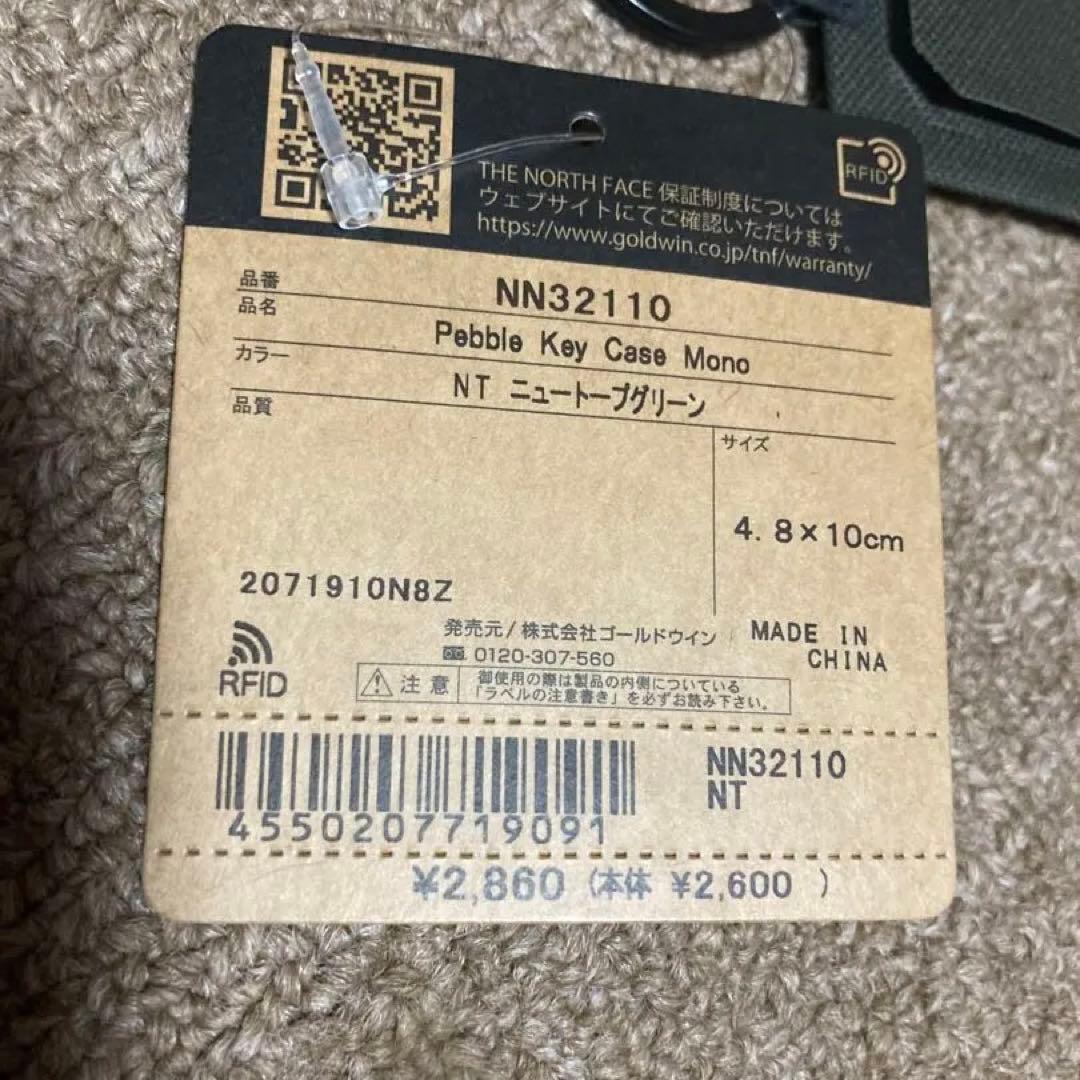 THE NORTH FACE 保証制度については
ウェブサイトにてご確認いただけます。
https://www.goldwin.co.jp/tnf/warranty/
RFID
品番 NN32110
品名 Pebble Key Case Mono
カラー NT ニュートープグリーン
品質
サイズ
4.8×10cm
2071910N8Z
発売元/株式会社ゴールドウイン
0120-307-560
MADE IN
CHINA
RFID
注意
御使用の際は製品の内側についている
「ラベルの注意書き」を必ずお読み下さい。
4550207719091
NN32110
NT
¥2,860 (本体 ¥2,600 )